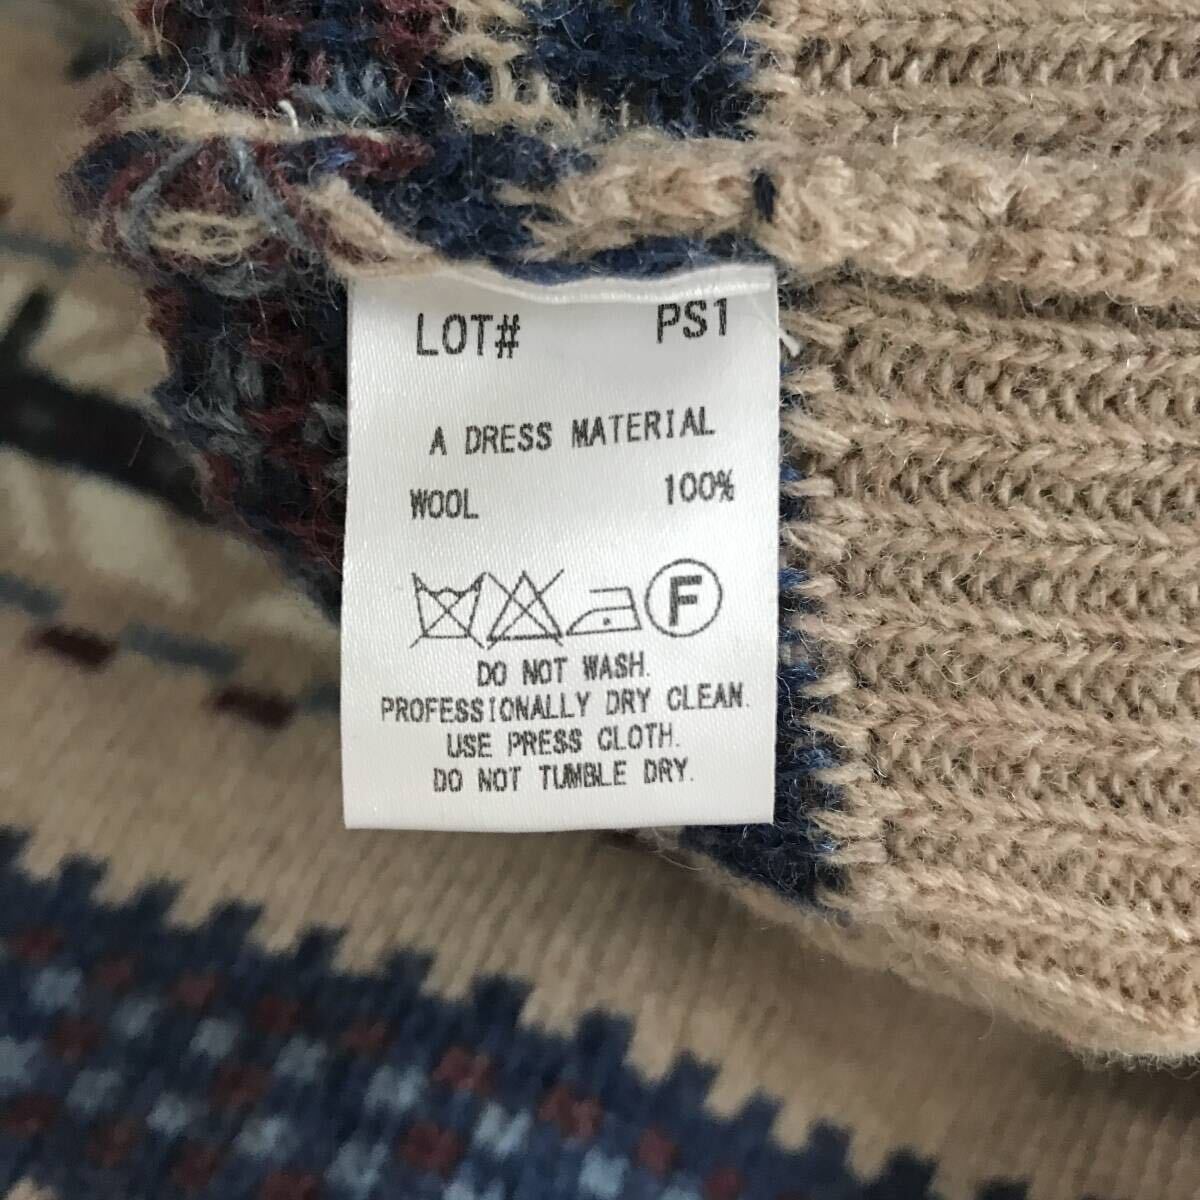 LOT# PS1
A DRESS MATERIAL
WOOL 100%
F
DO NOT WASH.
PROFESSIONALLY DRY CLEAN.
USE PRESS CLOTH.
DO NOT TUMBLE DRY.